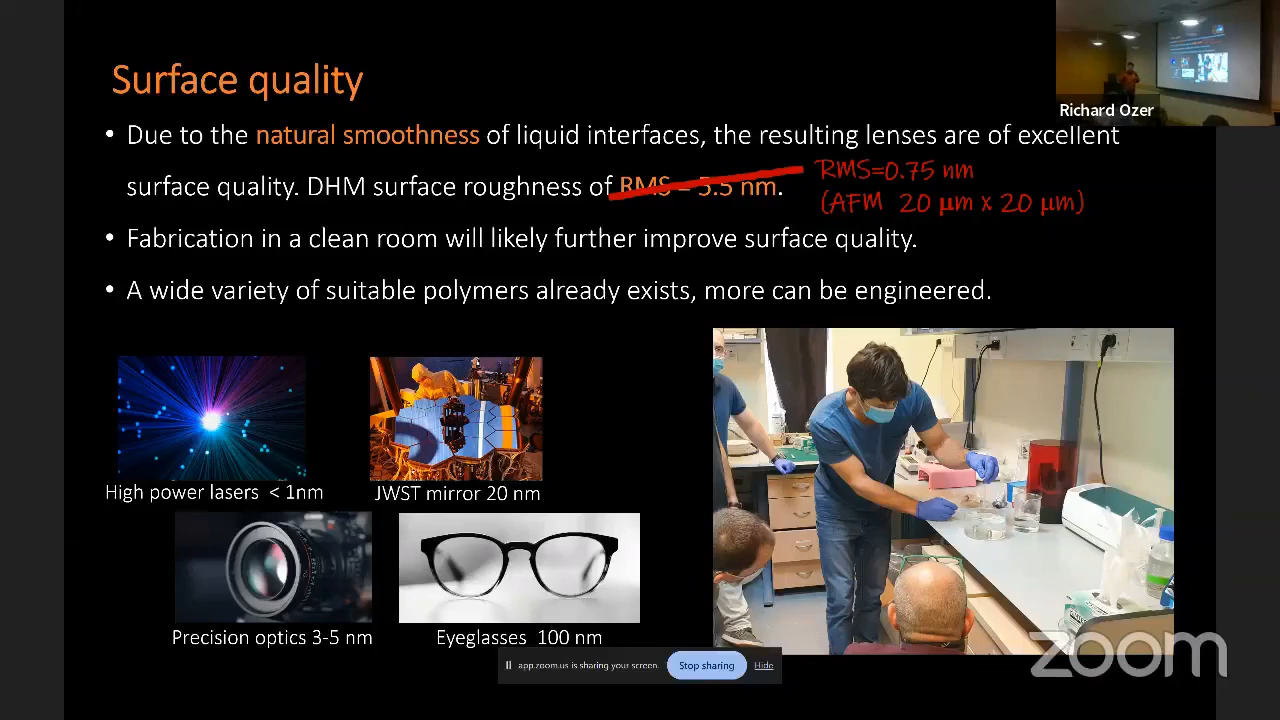 Surface quality
Richard Ozer
• Due to the natural smoothness of liquid interfaces, the resulting lenses are of excellent
surface quality. DHM surface roughness of RMS = 5.5 nm.
RMS=0.75 nm
(AFM 20 μm x 20 μm)
• Fabrication in a clean room will likely further improve surface quality.
• A wide variety of suitable polymers already exists, more can be engineered.
High power lasers < 1nm
JWST mirror 20 nm
Precision optics 3-5 nm
Eyeglasses 100 nm
app.zoom.us is sharing your screen.
Stop sharing
Hide
zoom